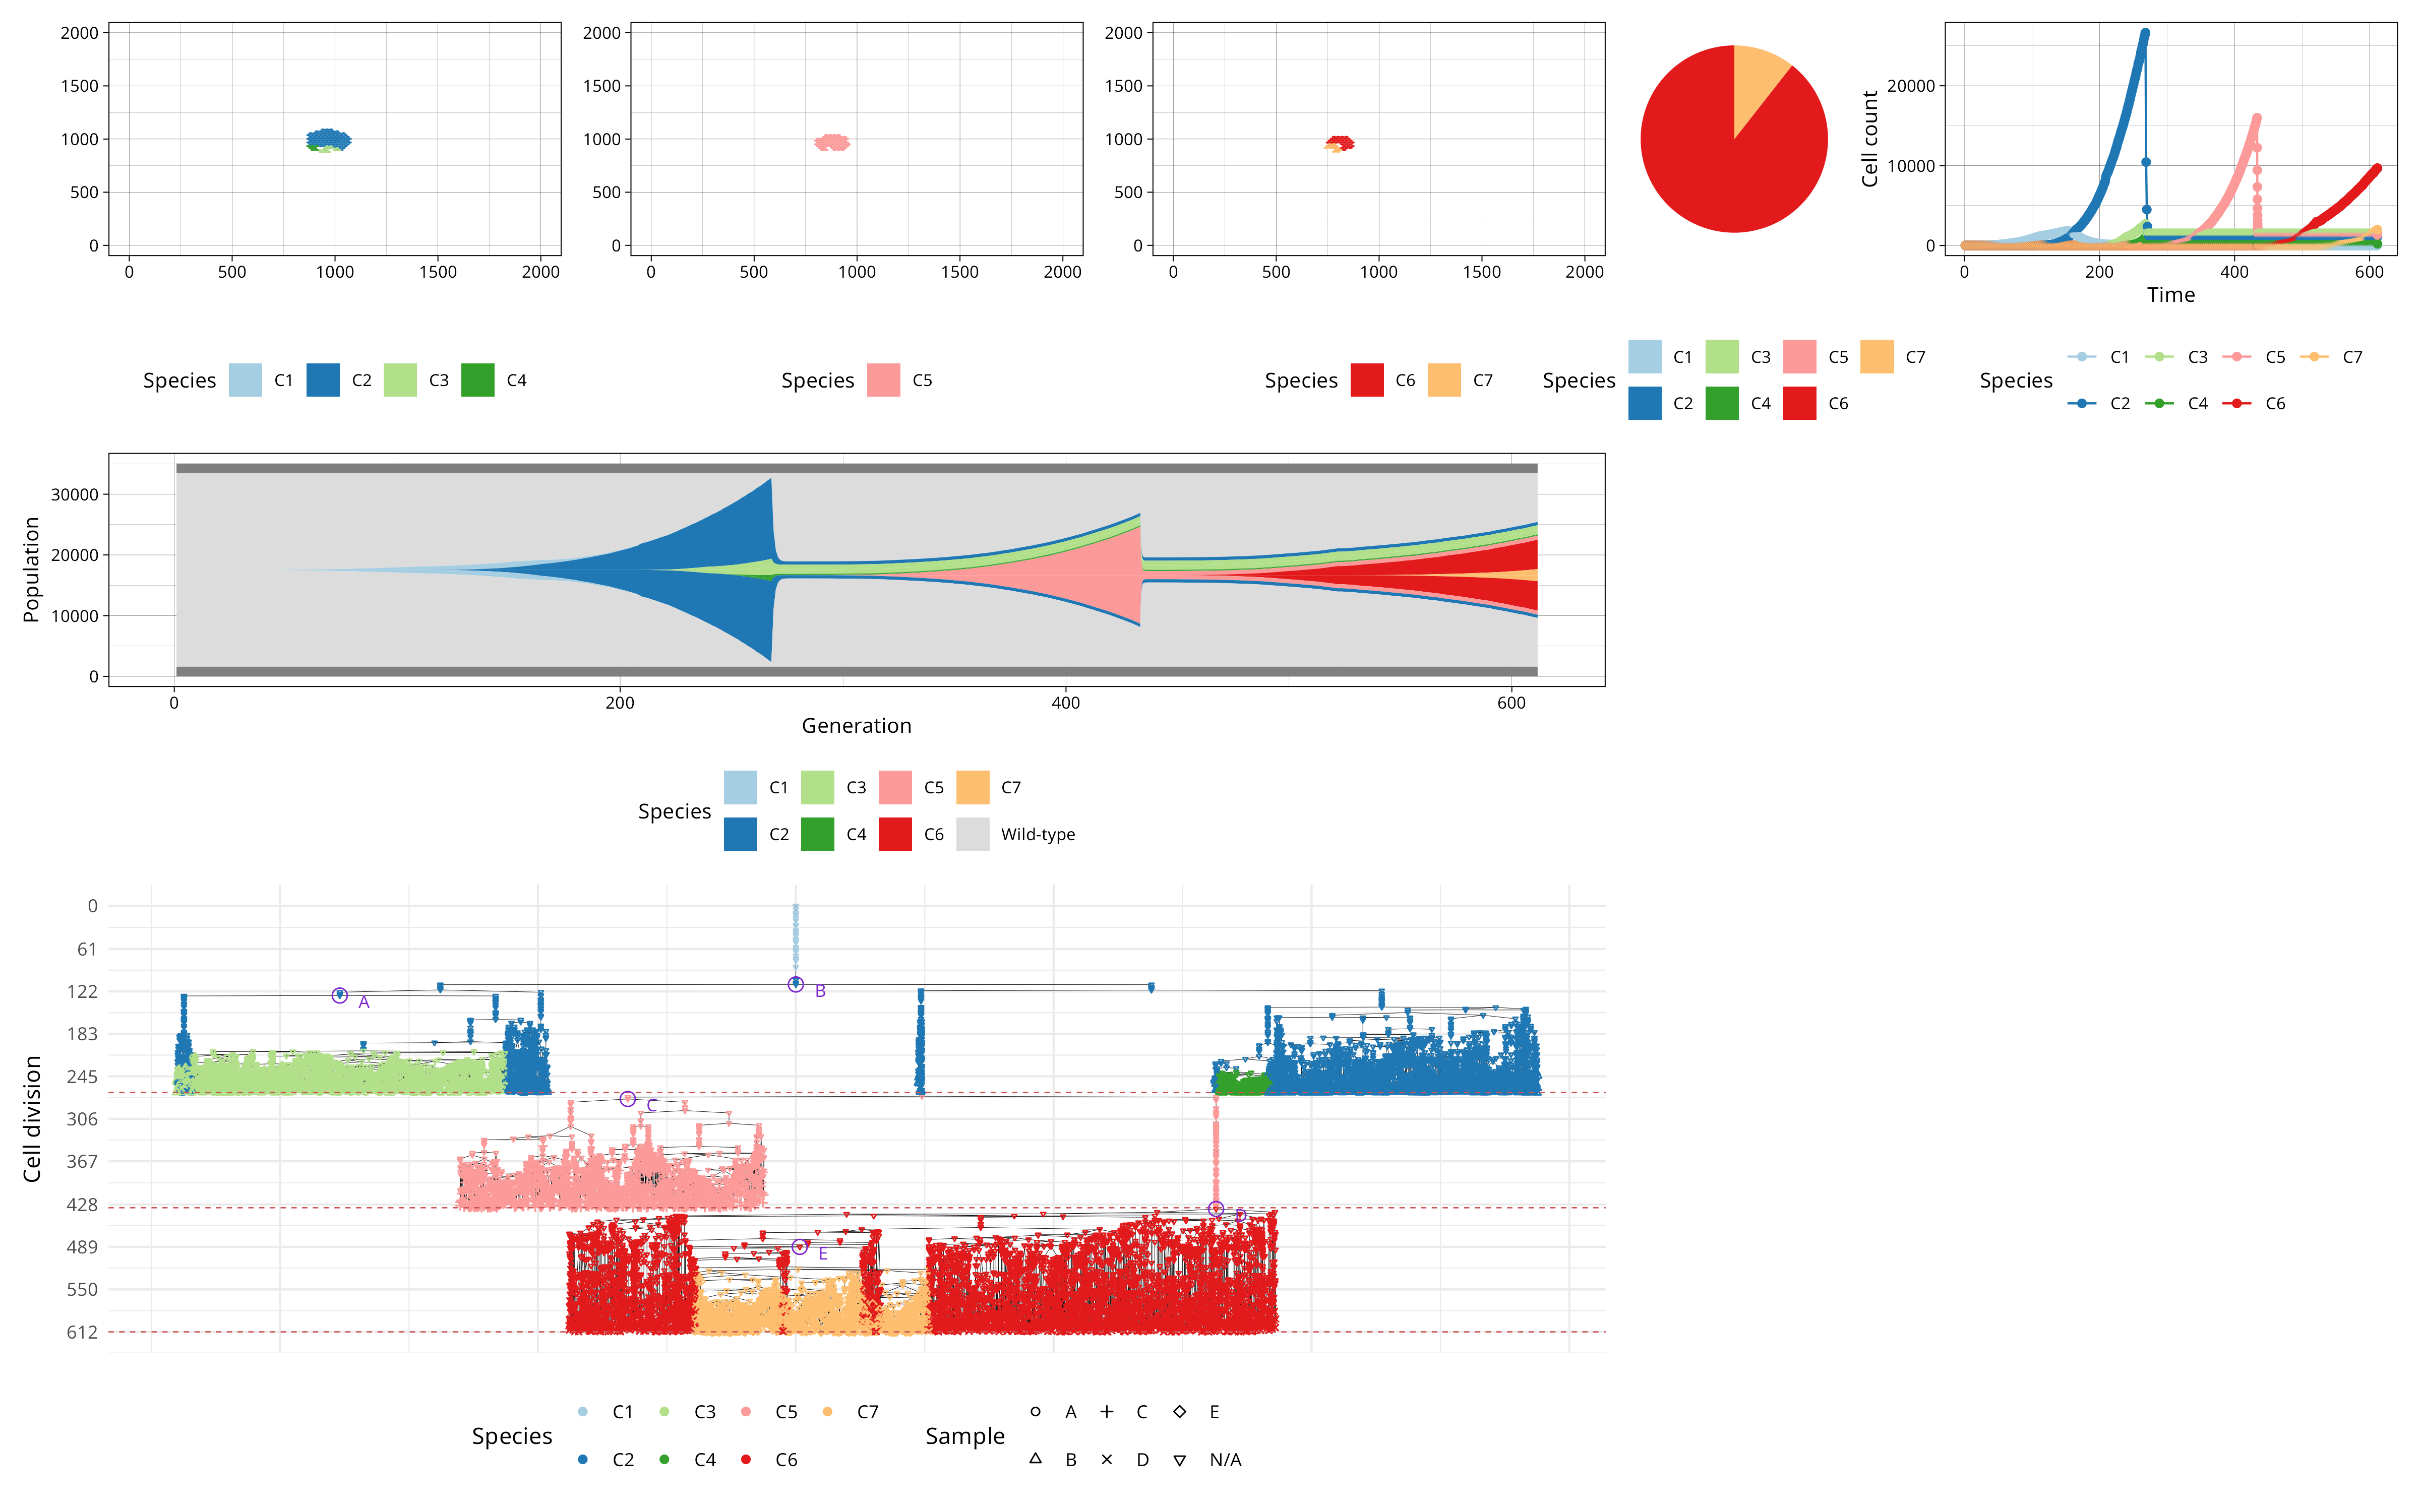 2000
1500
1000
500
0
0 500 1000 1500 2000
2000
1500
1000
500
0
0 500 1000 1500 2000
2000
1500
1000
500
0
0 500 1000 1500 2000
Cell count
20000
10000
0
0 200 400 600
Time
Species C1 C2 C3 C4
Species C5
Species C6 C7
Species C1 C3 C5 C7
C2 C4 C6
Species C1 C3 C5 C7
C2 C4 C6
Population
30000
20000
10000
0
0 200 400 600
Generation
Species C1 C3 C5 C7
C2 C4 C6 Wild-type
Cell division
0
61
122
183
245
306
367
428
489
550
612
B
A
C
D
E
Species C1 C3 C5 C7
C2 C4 C6
Sample A C E
B D N/A